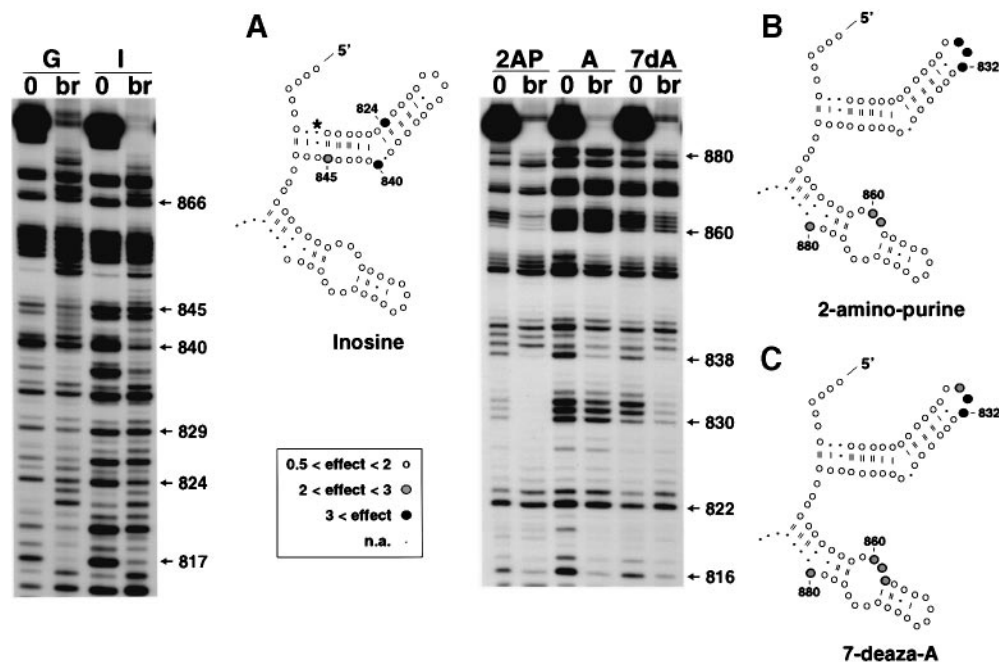 A
G I
0 br 0 br
866
845
840
829
824
817
5'
*
824
845
840
Inosine
0.5 < effect < 2
2 < effect < 3
3 < effect
n.a.
2AP A 7dA
0 br 0 br 0 br
880
860
838
830
822
816
B
5'
832
860
880
2-amino-purine
C
5'
832
860
880
7-deaza-A